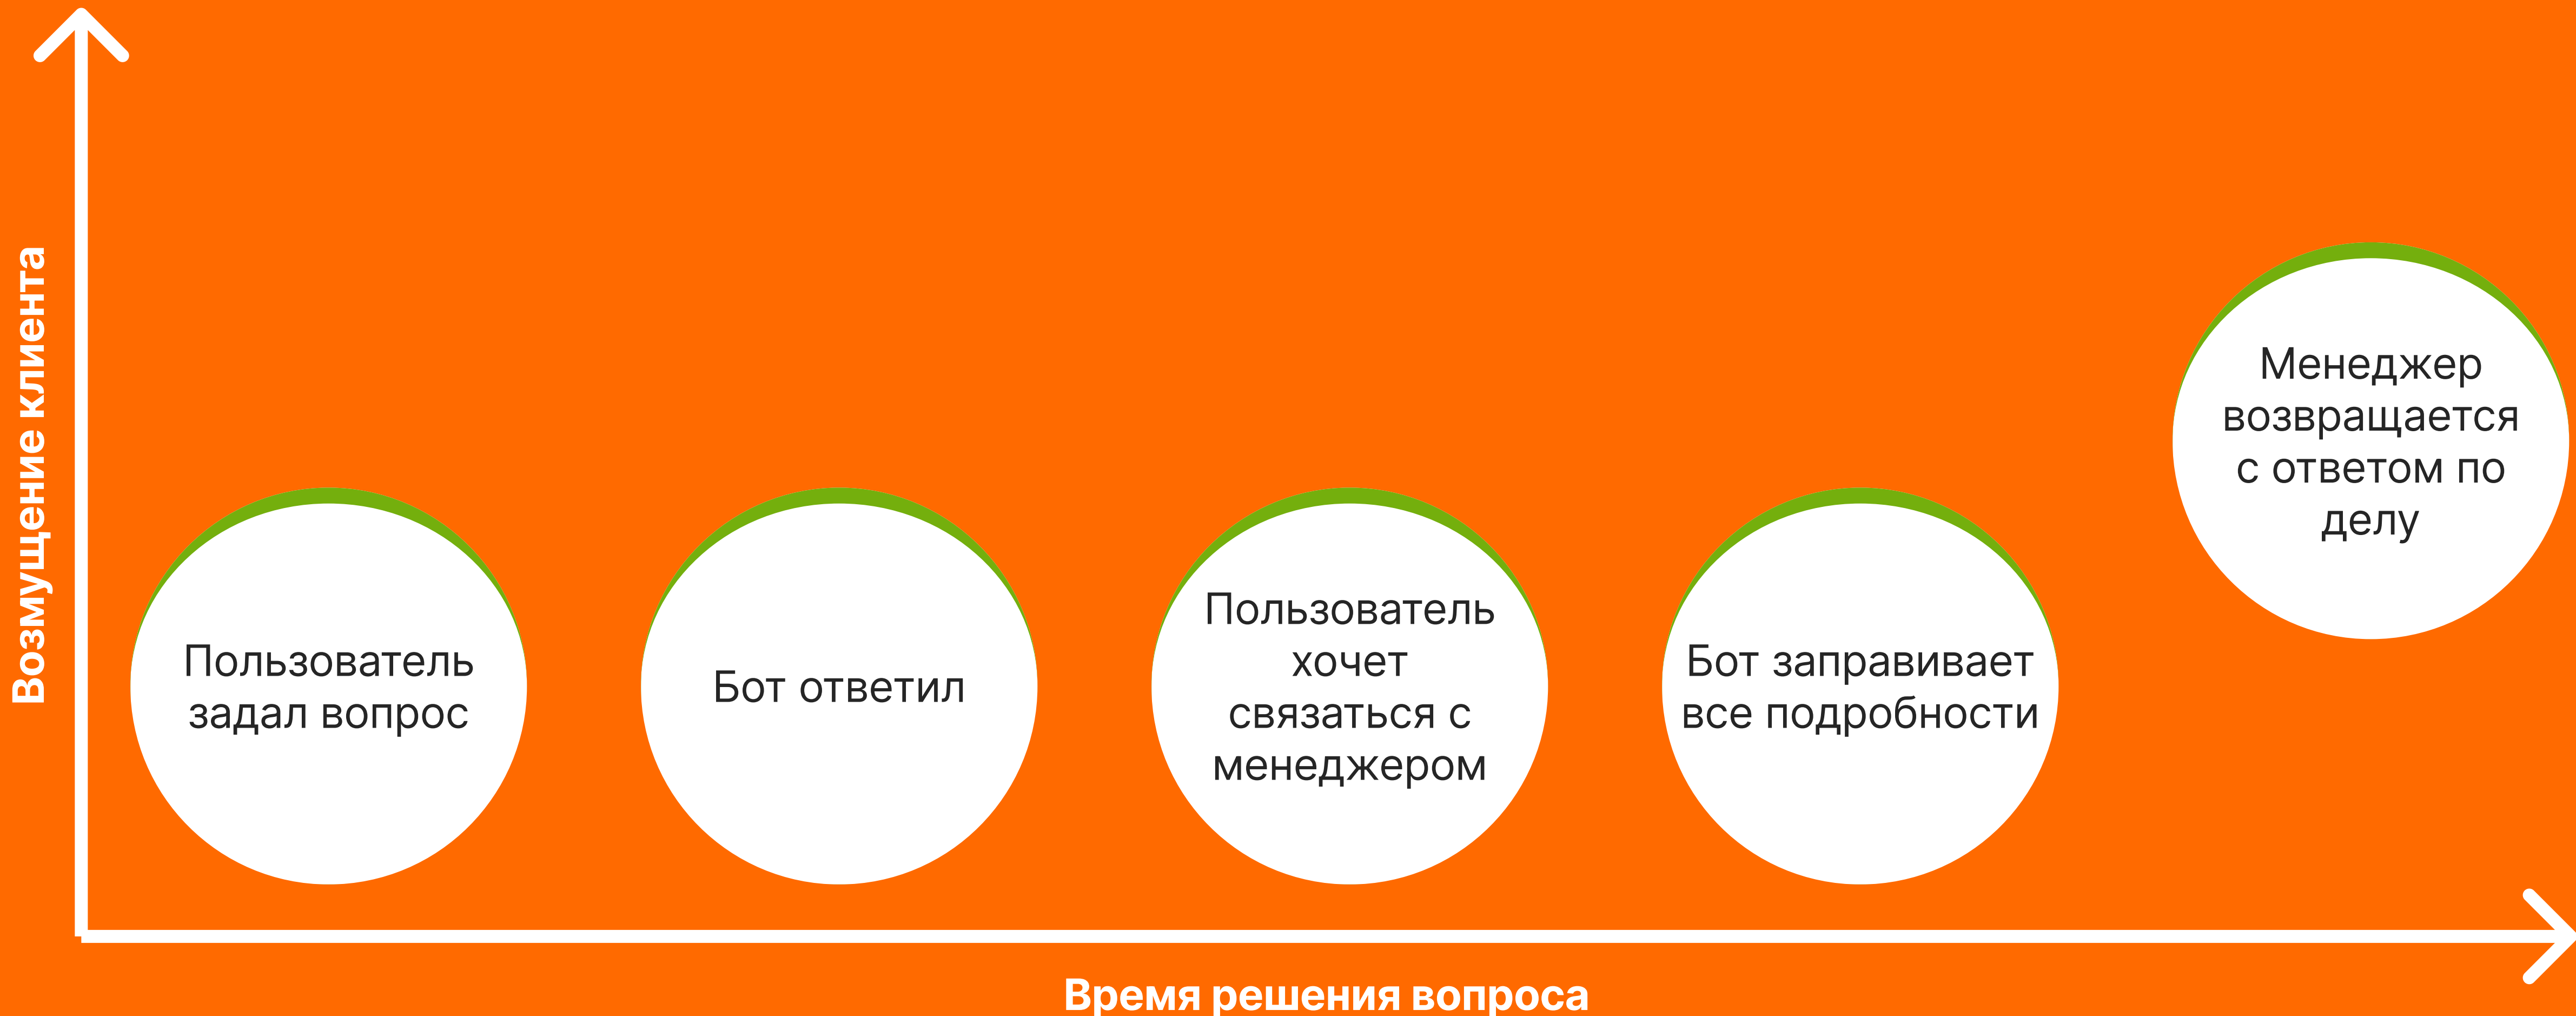 Возмущение клиента
Пользователь
задал вопрос
Бот ответил
Пользователь
хочет
связаться с
менеджером
Бот заправивает
все подробности
Менеджер
возвращается
с ответом по
делу
Время решения вопроса